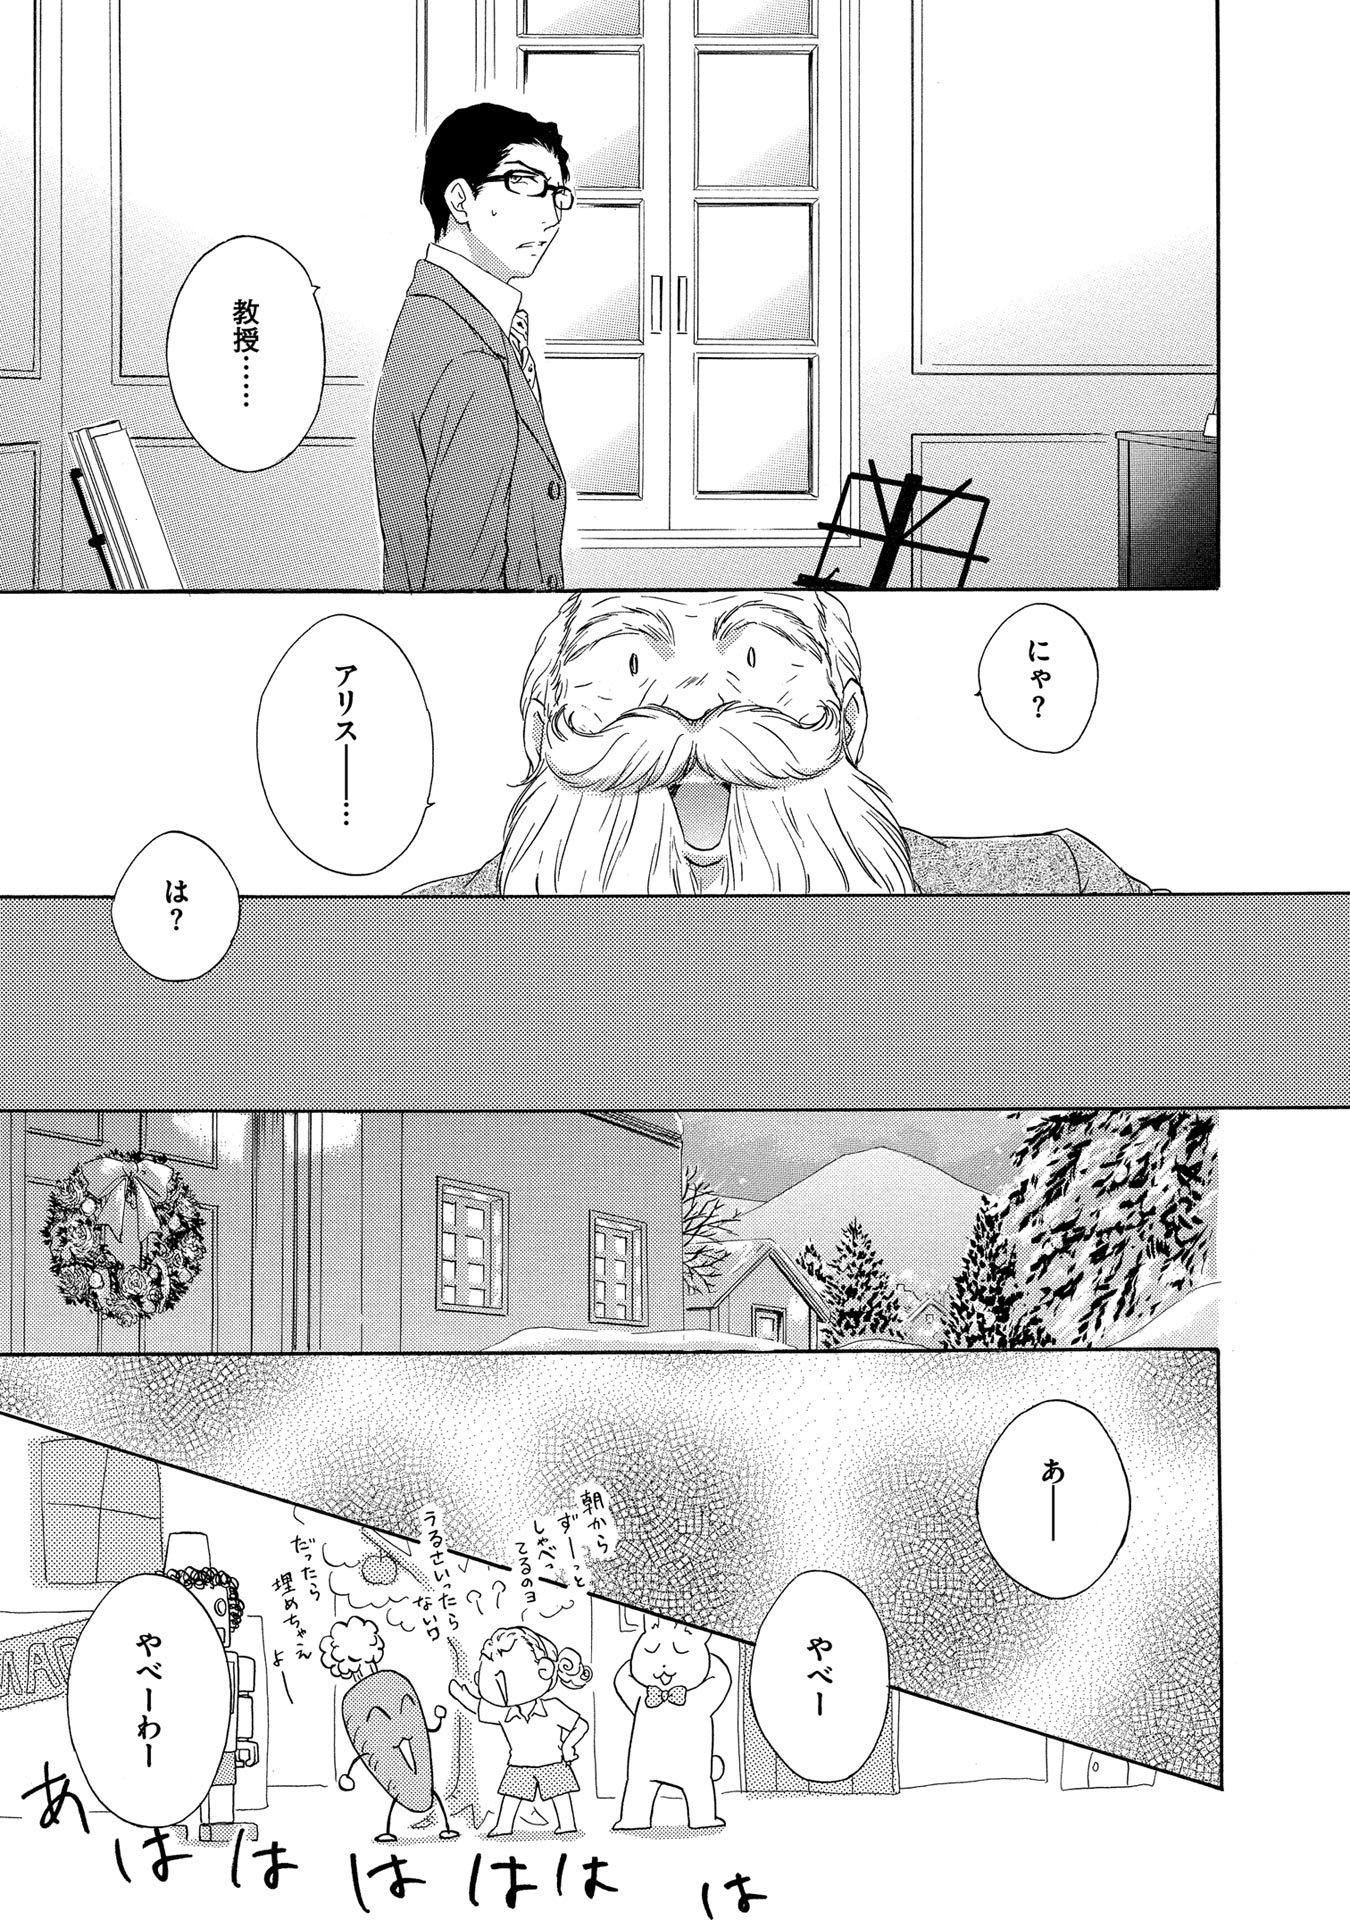 教授……
にゃ？
アリス――…
は？
あ――
やべー
やべーわー
朝から
ずーっと
しゃべっ
てるのヨ
うるさいったら
ない
だったら
埋めちゃえ
よー
あははははは
は